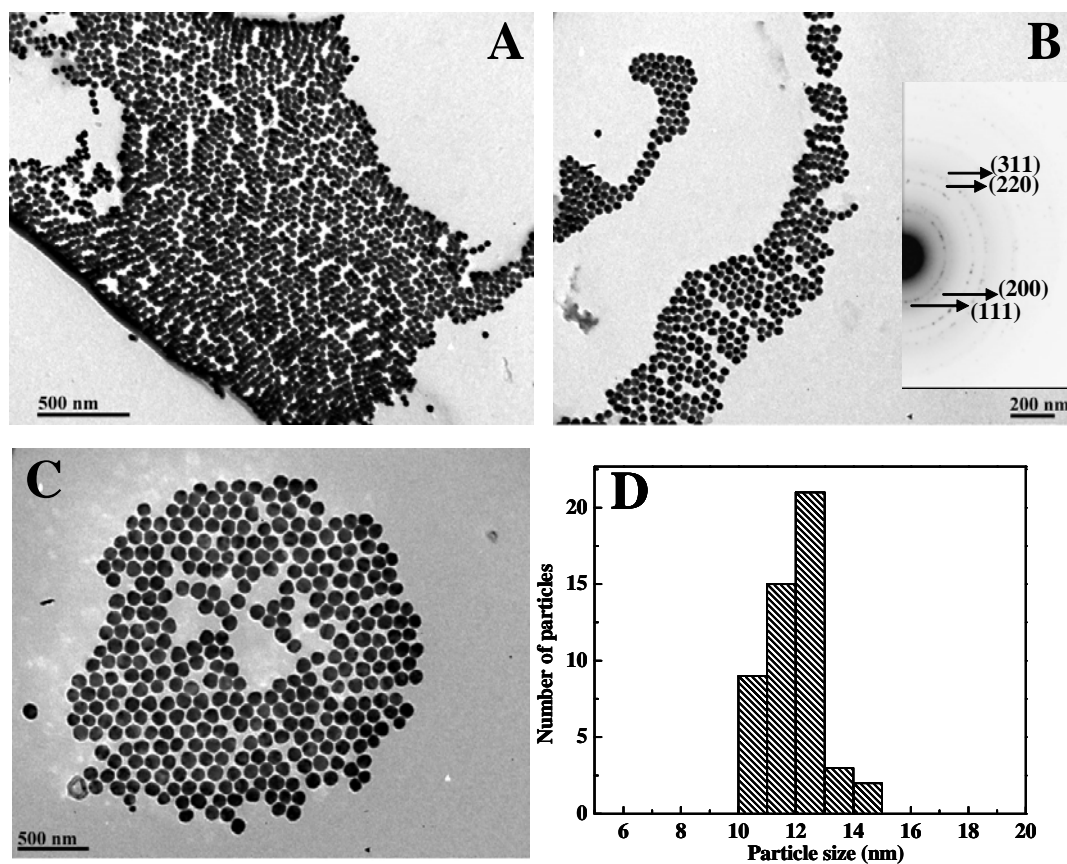 A
500 nm
B
(311)
(220)
(200)
(111)
200 nm
C
500 nm
D
Number of particles
20
15
10
5
0
6 8 10 12 14 16 18 20
Particle size (nm)